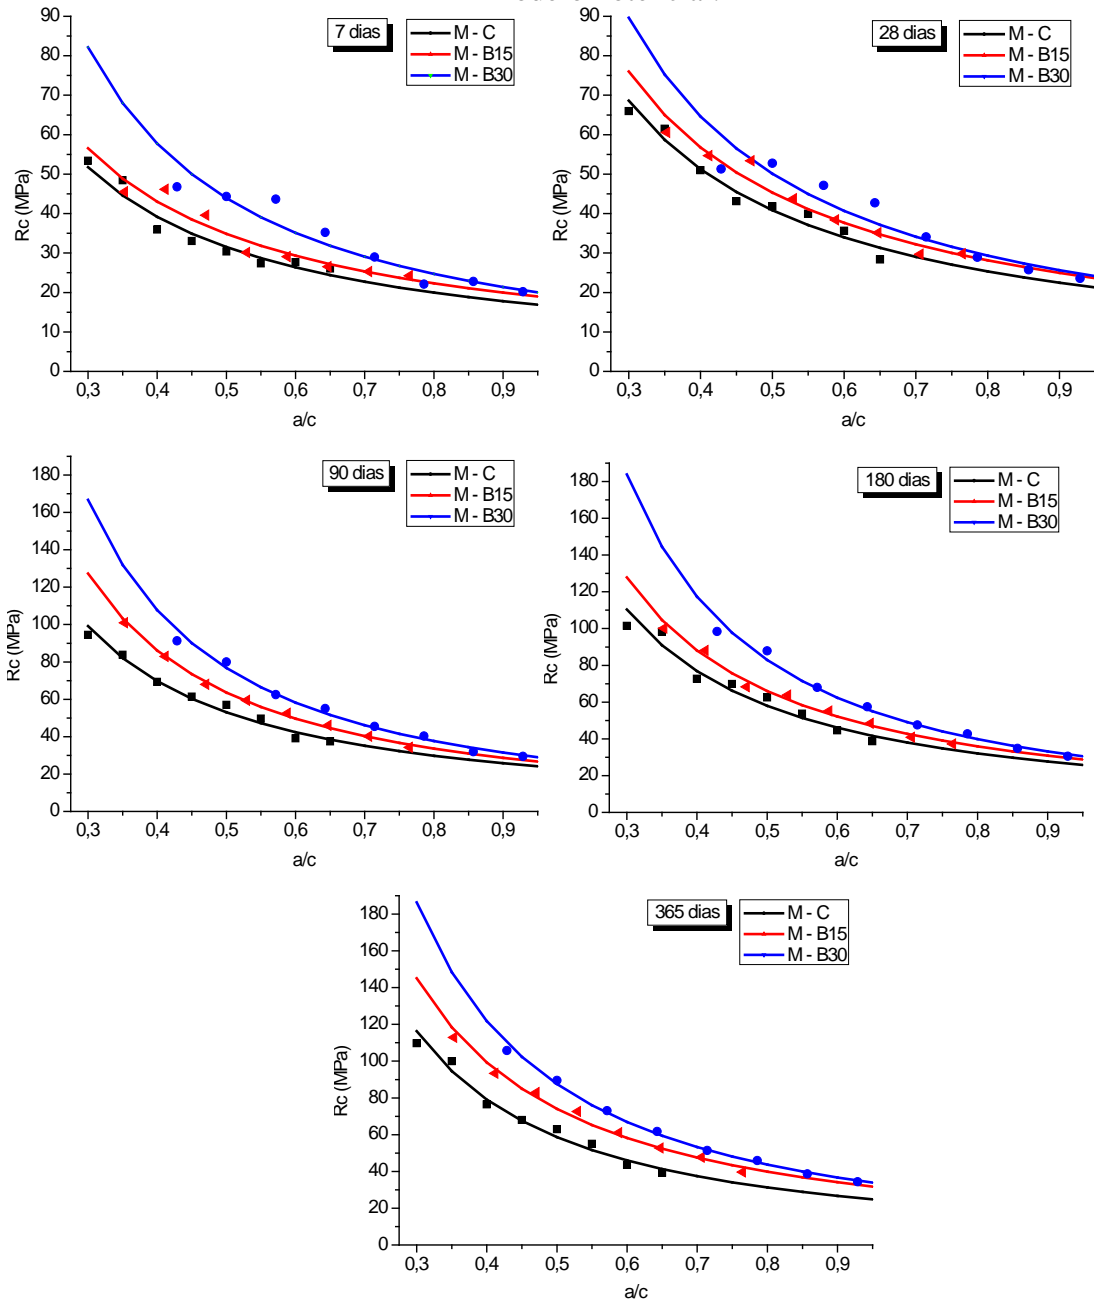 90
80
70
60
50
40
30
20
10
0
Rc (MPa)
7 dias
M - C
M - B15
M - B30
0,3 0,4 0,5 0,6 0,7 0,8 0,9
a/c
90
80
70
60
50
40
30
20
10
0
Rc (MPa)
28 dias
M - C
M - B15
M - B30
0,3 0,4 0,5 0,6 0,7 0,8 0,9
a/c
180
160
140
120
100
80
60
40
20
0
Rc (MPa)
90 dias
M - C
M - B15
M - B30
0,3 0,4 0,5 0,6 0,7 0,8 0,9
a/c
180
160
140
120
100
80
60
40
20
0
Rc (MPa)
180 dias
M - C
M - B15
M - B30
0,3 0,4 0,5 0,6 0,7 0,8 0,9
a/c
180
160
140
120
100
80
60
40
20
0
Rc (MPa)
365 dias
M - C
M - B15
M - B30
0,3 0,4 0,5 0,6 0,7 0,8 0,9
a/c